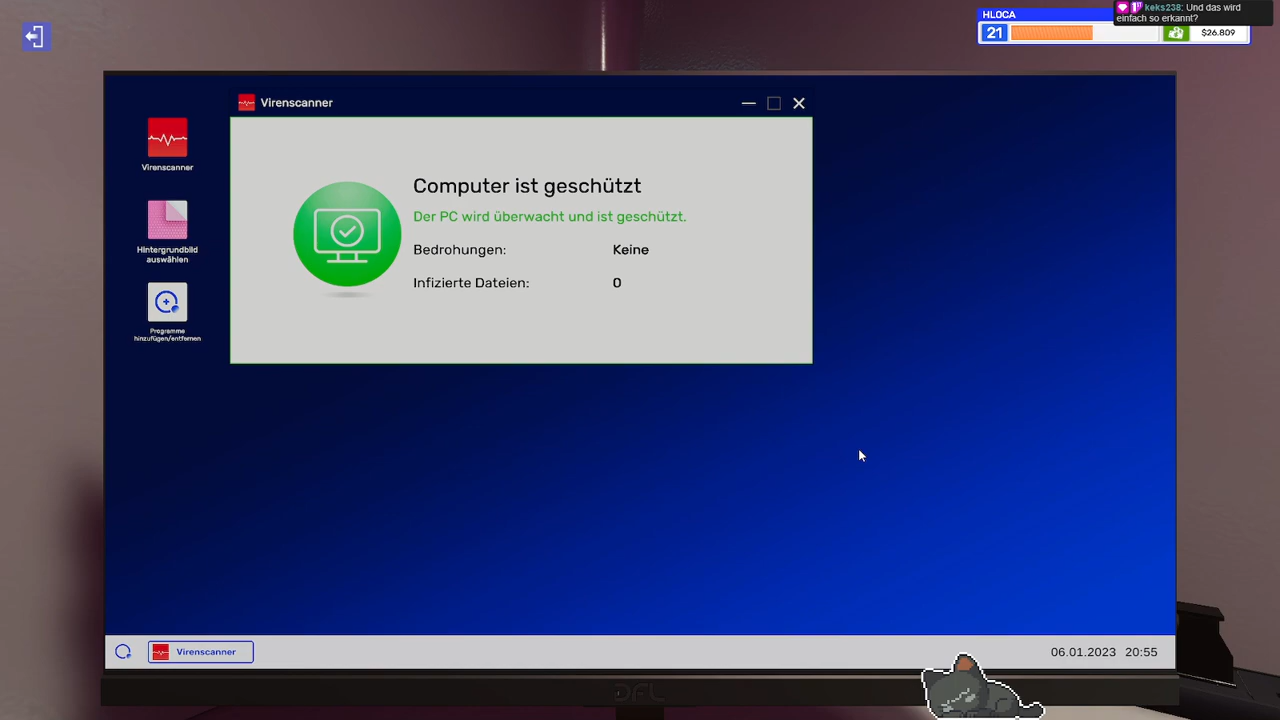 HLOCA
keks238: Und das wird
einfach so erkannt?
21
$26.809
Virenscanner
Virenscanner
Computer ist geschützt
Der PC wird überwacht und ist geschützt.
Bedrohungen: Keine
Infizierte Dateien: 0
Hintergrundbild
auswählen
Programme
hinzufügen/entfernen
Virenscanner
06.01.2023 20:55
DFL